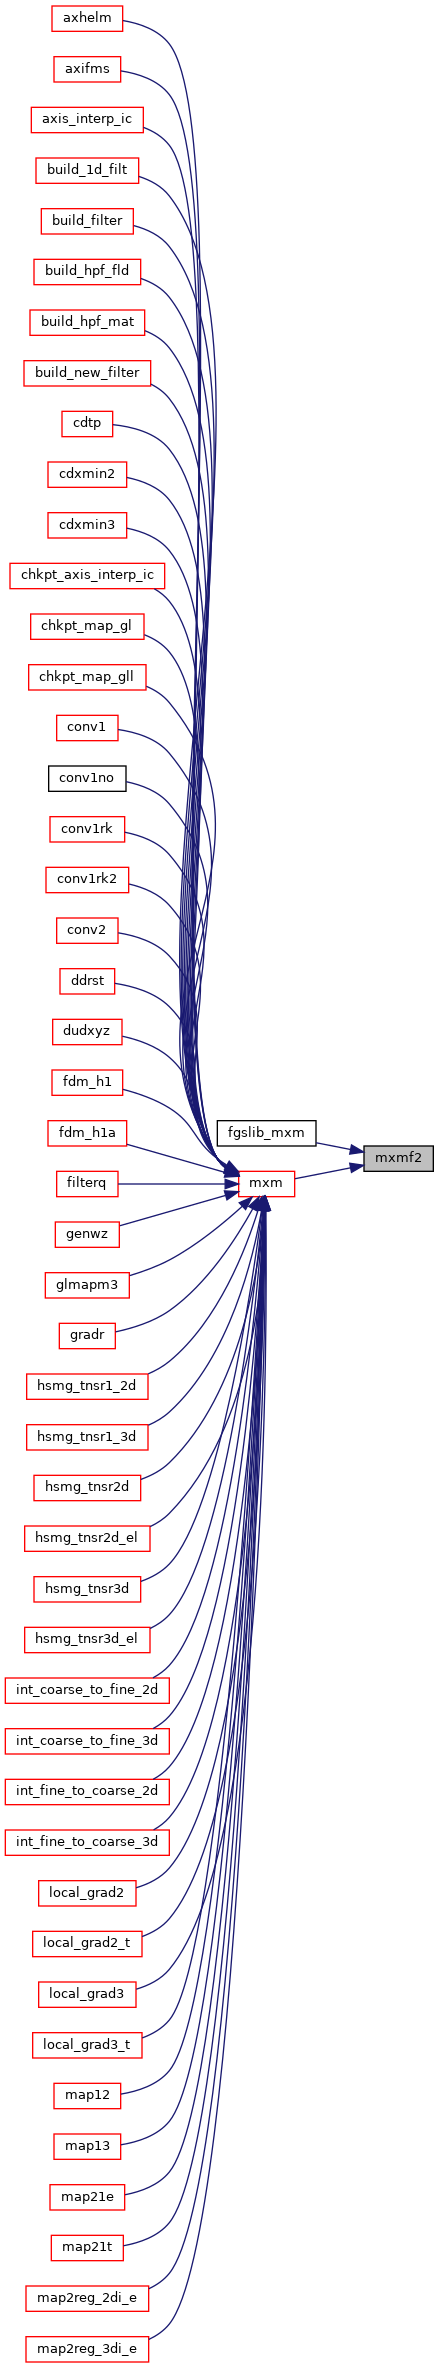 axhelm
axifms
axis_interp_ic
build_1d_filt
build_filter
build_hpf_fld
build_hpf_mat
build_new_filter
cdtp
cdxmin2
cdxmin3
chkpt_axis_interp_ic
chkpt_map_gl
chkpt_map_gll
conv1
conv1no
conv1rk
conv1rk2
conv2
ddrst
dudxyz
fdm_h1
fdm_h1a
fgslib_mxm
mxmf2
filterq
mxm
genwz
glmapm3
gradr
hsmg_tnsr1_2d
hsmg_tnsr1_3d
hsmg_tnsr2d
hsmg_tnsr2d_el
hsmg_tnsr3d
hsmg_tnsr3d_el
int_coarse_to_fine_2d
int_coarse_to_fine_3d
int_fine_to_coarse_2d
int_fine_to_coarse_3d
local_grad2
local_grad2_t
local_grad3
local_grad3_t
map12
map13
map21e
map21t
map2reg_2di_e
map2reg_3di_e